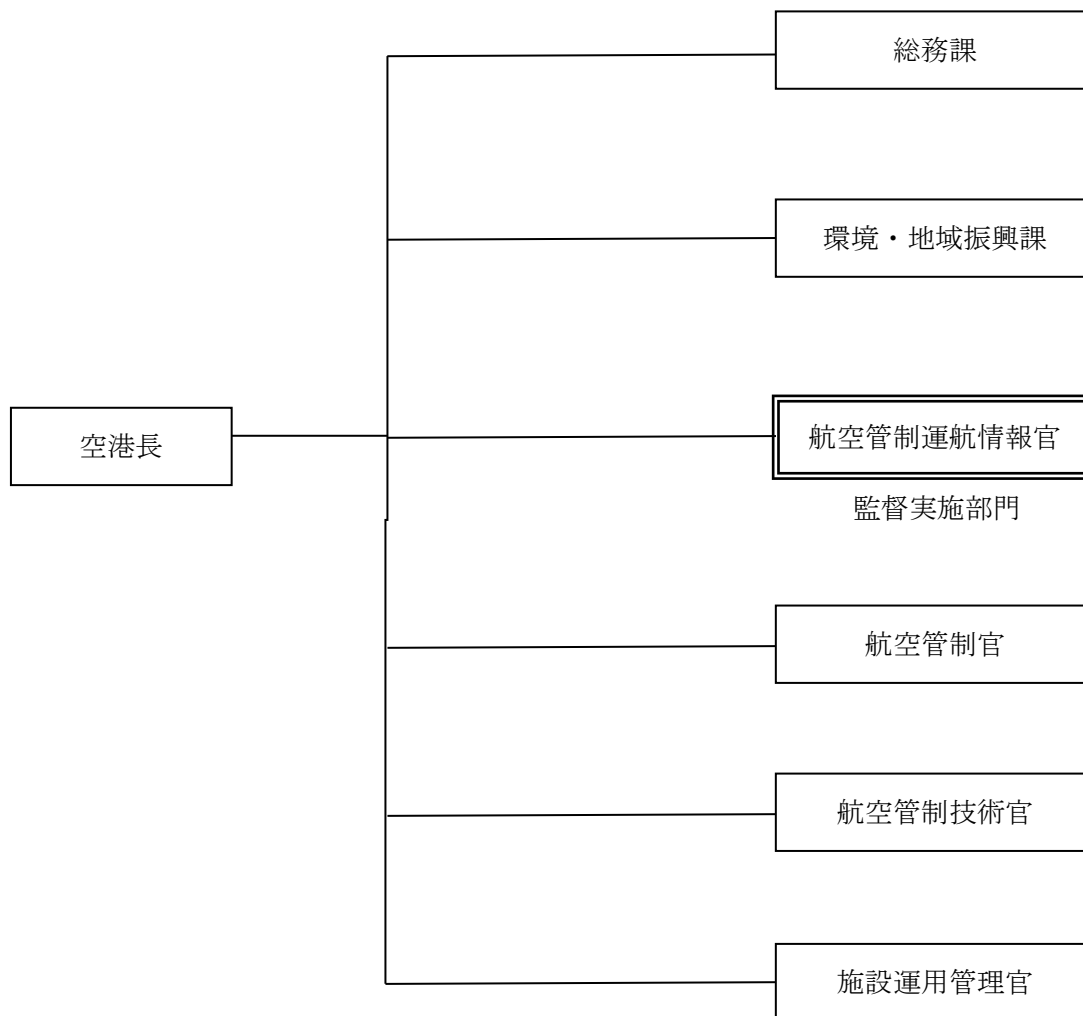 総務課
環境・地域振興課
空港長
航空管制運航情報官
監督実施部門
航空管制官
航空管制技術官
施設運用管理官